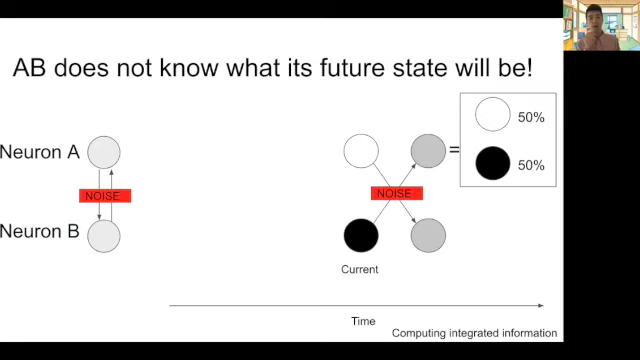 AB does not know what its future state will be!
Neuron A
NOISE
Neuron B
NOISE
=
50%
50%
Current
Time
Computing integrated information